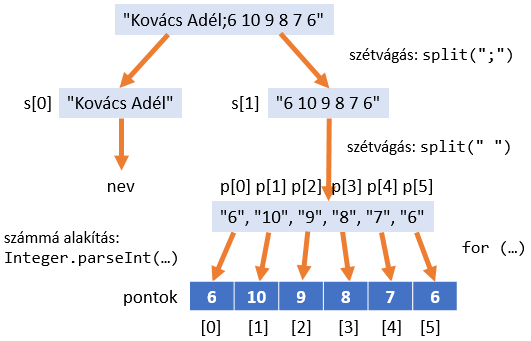 "Kovács Adél;6 10 9 8 7 6"
szétvágás: split(";")
s[0] "Kovács Adél" s[1] "6 10 9 8 7 6"
szétvágás: split(" ")
nev
p[0] p[1] p[2] p[3] p[4] p[5]
"6", "10", "9", "8", "7", "6"
számmá alakítás:
Integer.parseInt(…)
for (…)
pontok 6 10 9 8 7 6
[0] [1] [2] [3] [4] [5]